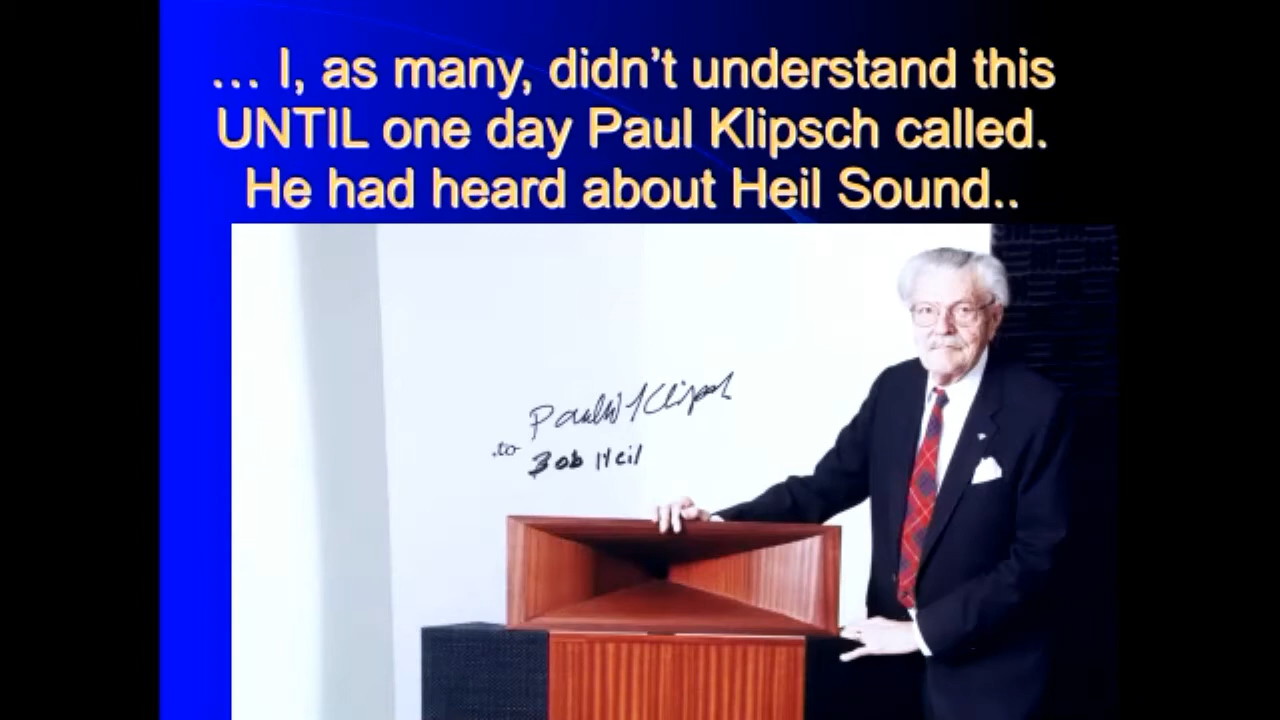 … I, as many, didn’t understand this
UNTIL one day Paul Klipsch called.
He had heard about Heil Sound..
Paul W Klipsch
to Bob Heil